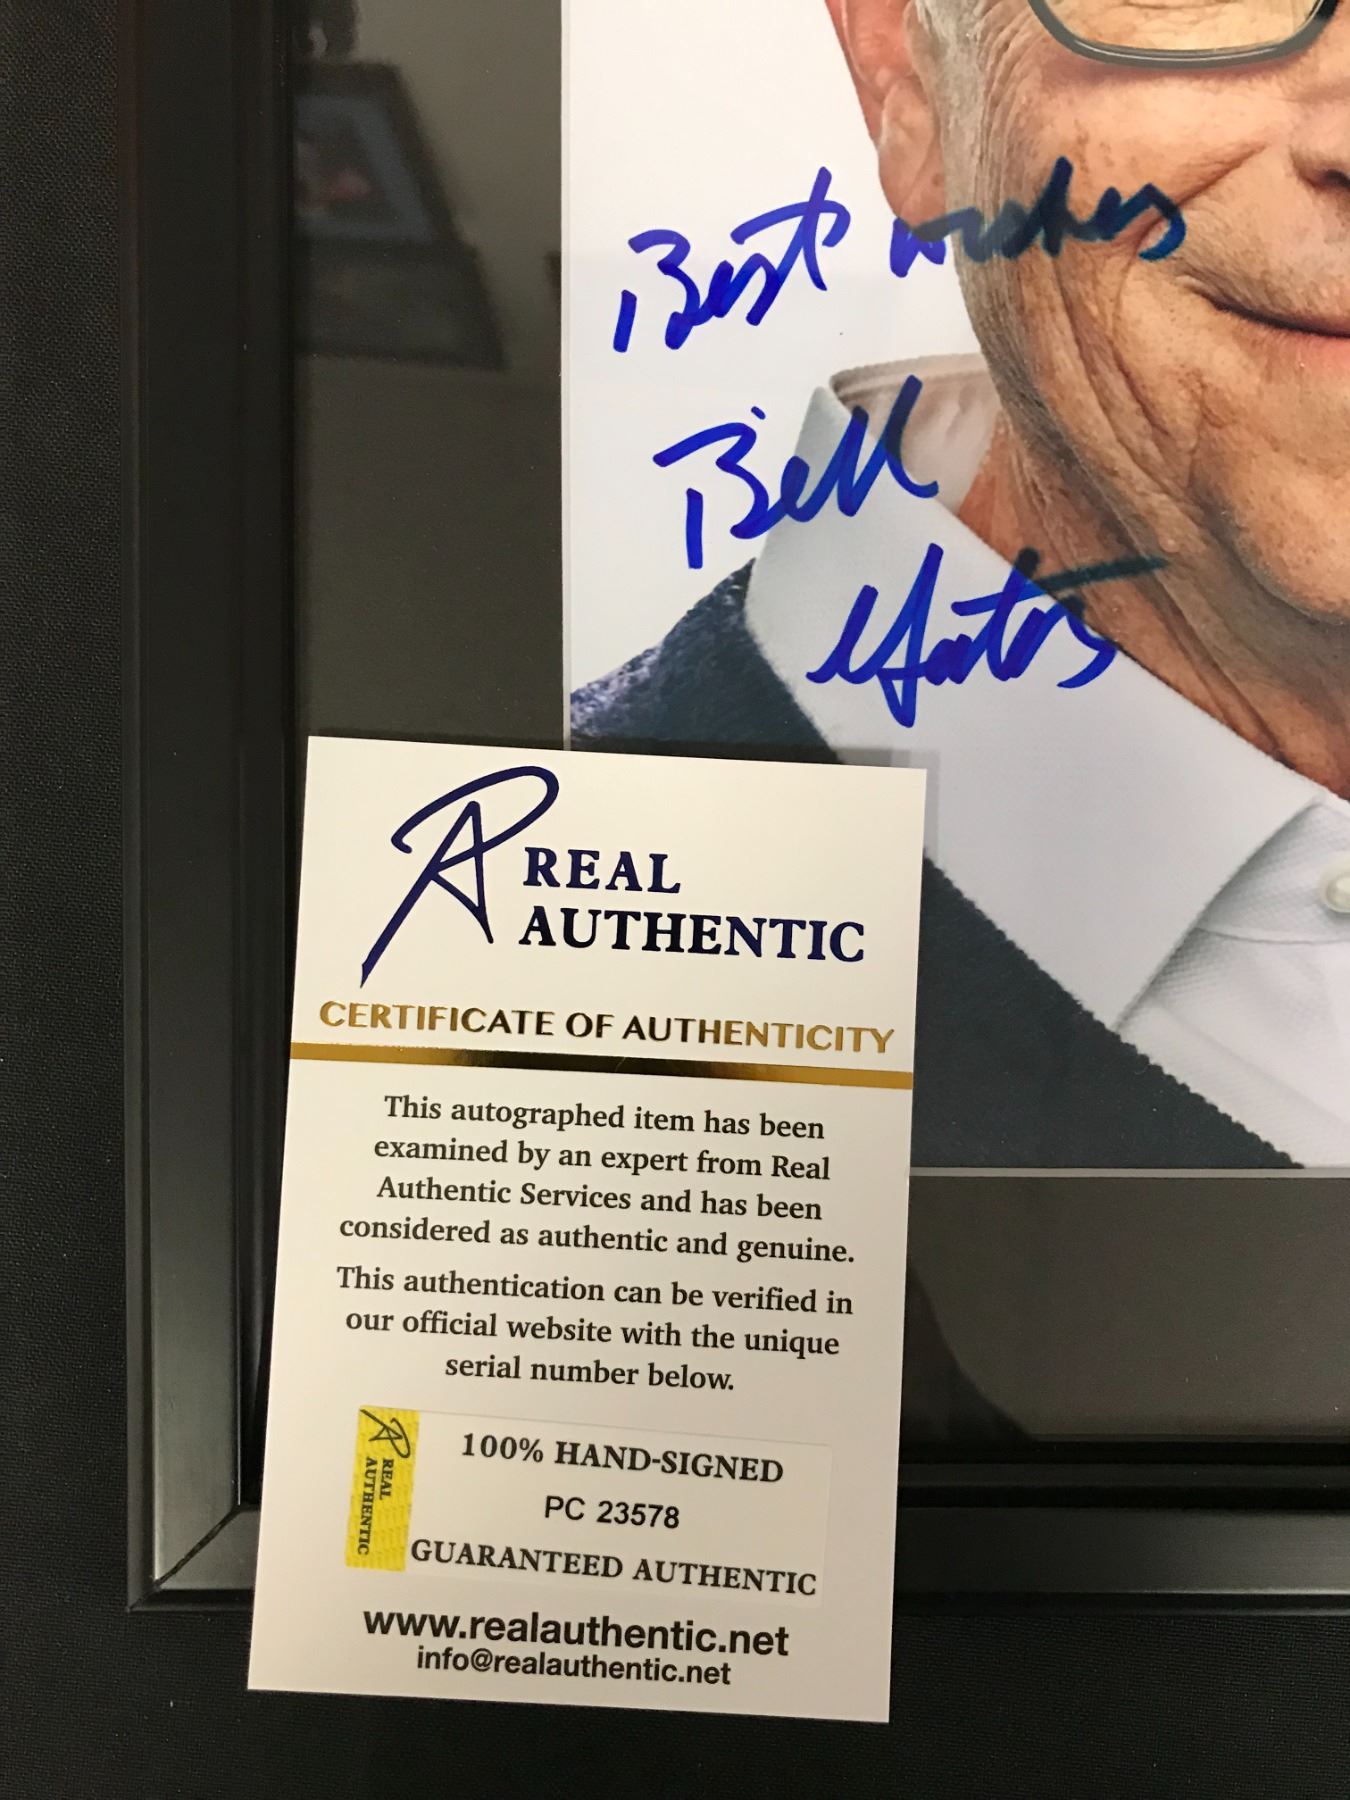 Best wishes
Bill
Gates
REAL
AUTHENTIC
CERTIFICATE OF AUTHENTICITY
This autographed item has been
examined by an expert from Real
Authentic Services and has been
considered as authentic and genuine.
This authentication can be verified in
our official website with the unique
serial number below.
REAL
AUTHENTIC
100% HAND-SIGNED
PC 23578
GUARANTEED AUTHENTIC
www.realauthentic.net
info@realauthentic.net